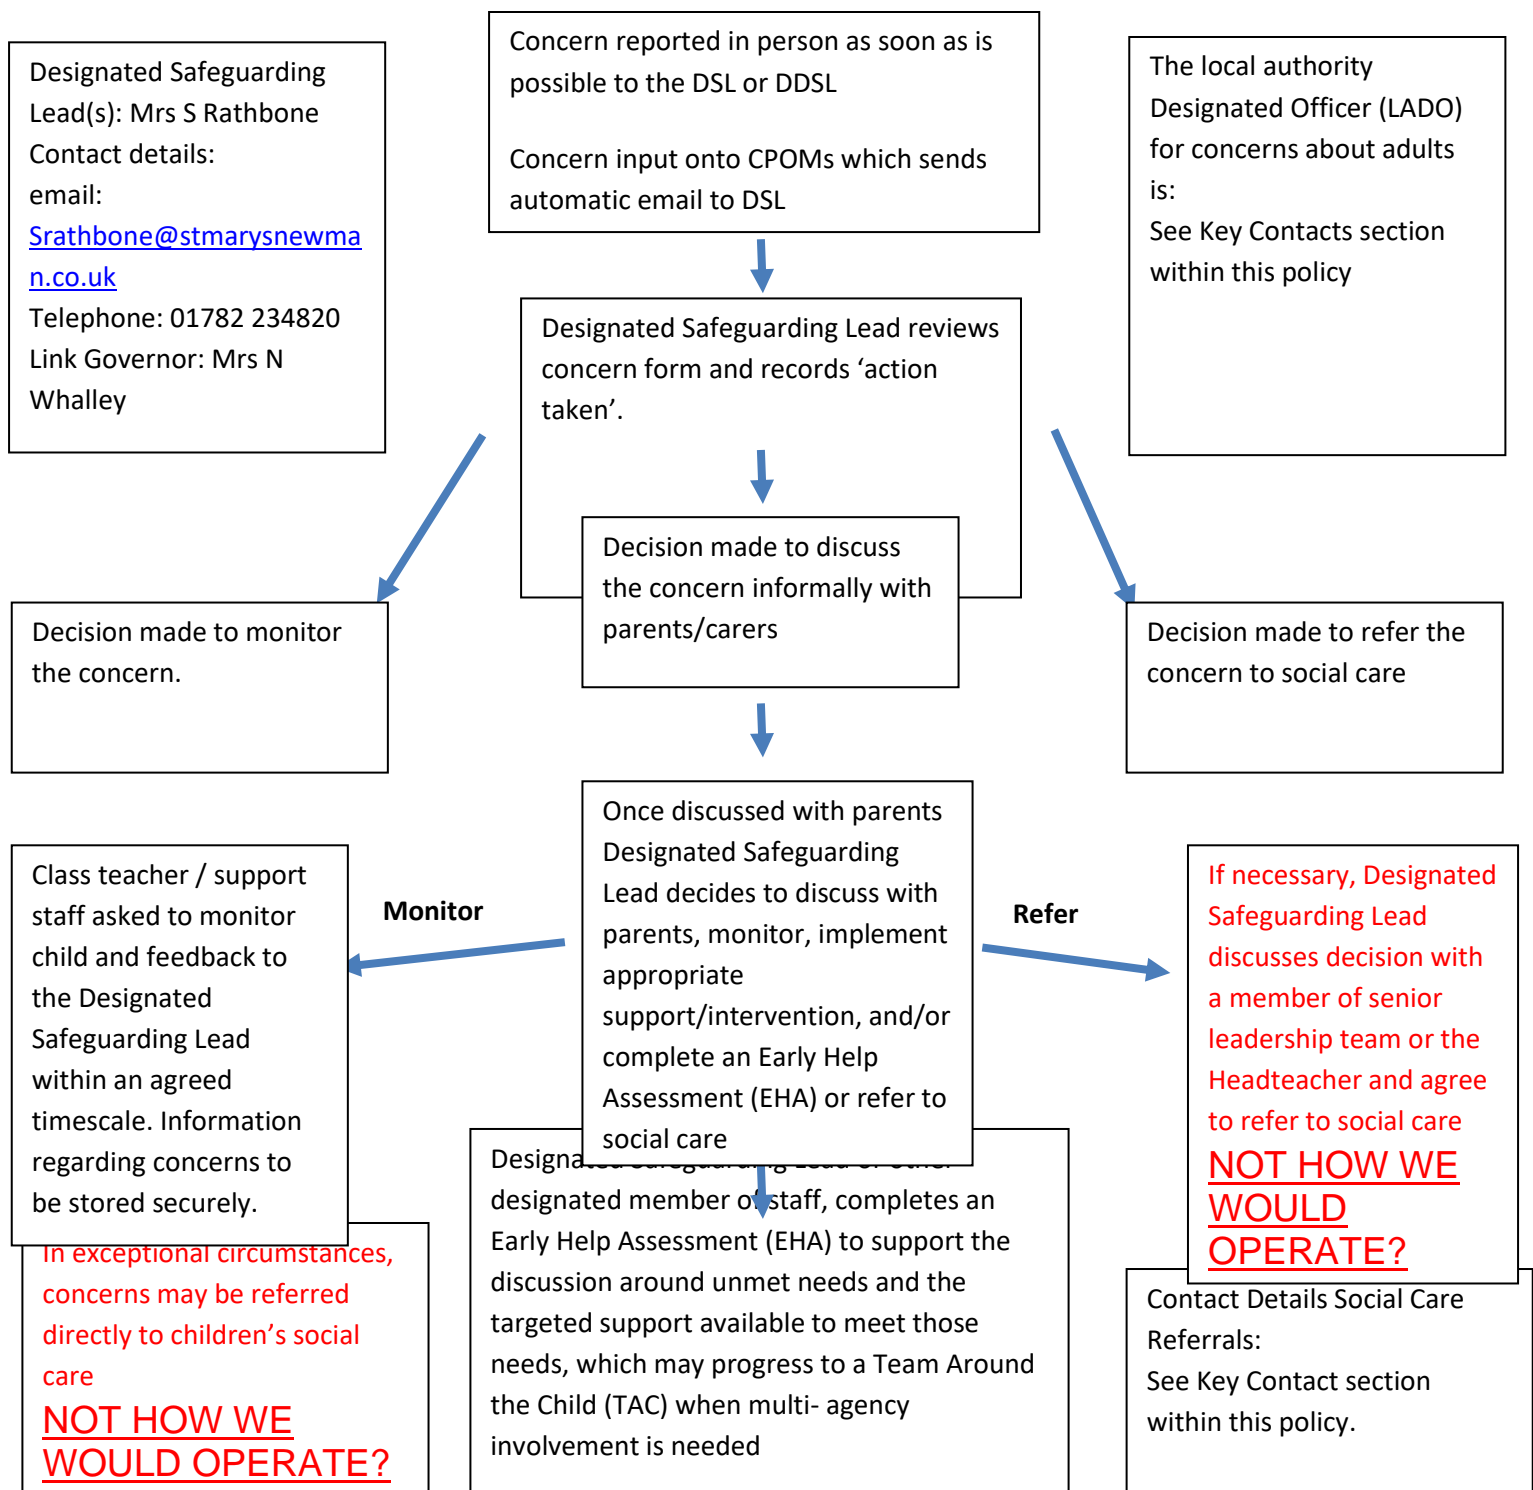 Designated Safeguarding
Lead(s): Mrs S Rathbone
Contact details:
email:
Srathbone@stmarysnewma
n.co.uk
Telephone: 01782 234820
Link Governor: Mrs N
Whalley
Concern reported in person as soon as is
possible to the DSL or DDSL
Concern input onto CPOMs which sends
automatic email to DSL
The local authority
Designated Officer (LADO)
for concerns about adults
is:
See Key Contacts section
within this policy
Designated Safeguarding Lead reviews
concern form and records ‘action
taken’.
Decision made to discuss
the concern informally with
parents/carers
Decision made to monitor
the concern.
Decision made to refer the
concern to social care
Once discussed with parents
Designated Safeguarding
Lead decides to discuss with
parents, monitor, implement
appropriate
support/intervention, and/or
complete an Early Help
Assessment (EHA) or refer to
social care
Class teacher / support
staff asked to monitor
child and feedback to
the Designated
Safeguarding Lead
within an agreed
timescale. Information
regarding concerns to
be stored securely.
Monitor
Refer
If necessary, Designated
Safeguarding Lead
discusses decision with
a member of senior
leadership team or the
Headteacher and agree
to refer to social care
NOT HOW WE
WOULD
OPERATE?
In exceptional circumstances,
concerns may be referred
directly to children’s social
care
NOT HOW WE
WOULD OPERATE?
Designated Safeguarding Lead or other
designated member of staff, completes an
Early Help Assessment (EHA) to support the
discussion around unmet needs and the
targeted support available to meet those
needs, which may progress to a Team Around
the Child (TAC) when multi- agency
involvement is needed
Contact Details Social Care
Referrals:
See Key Contact section
within this policy.